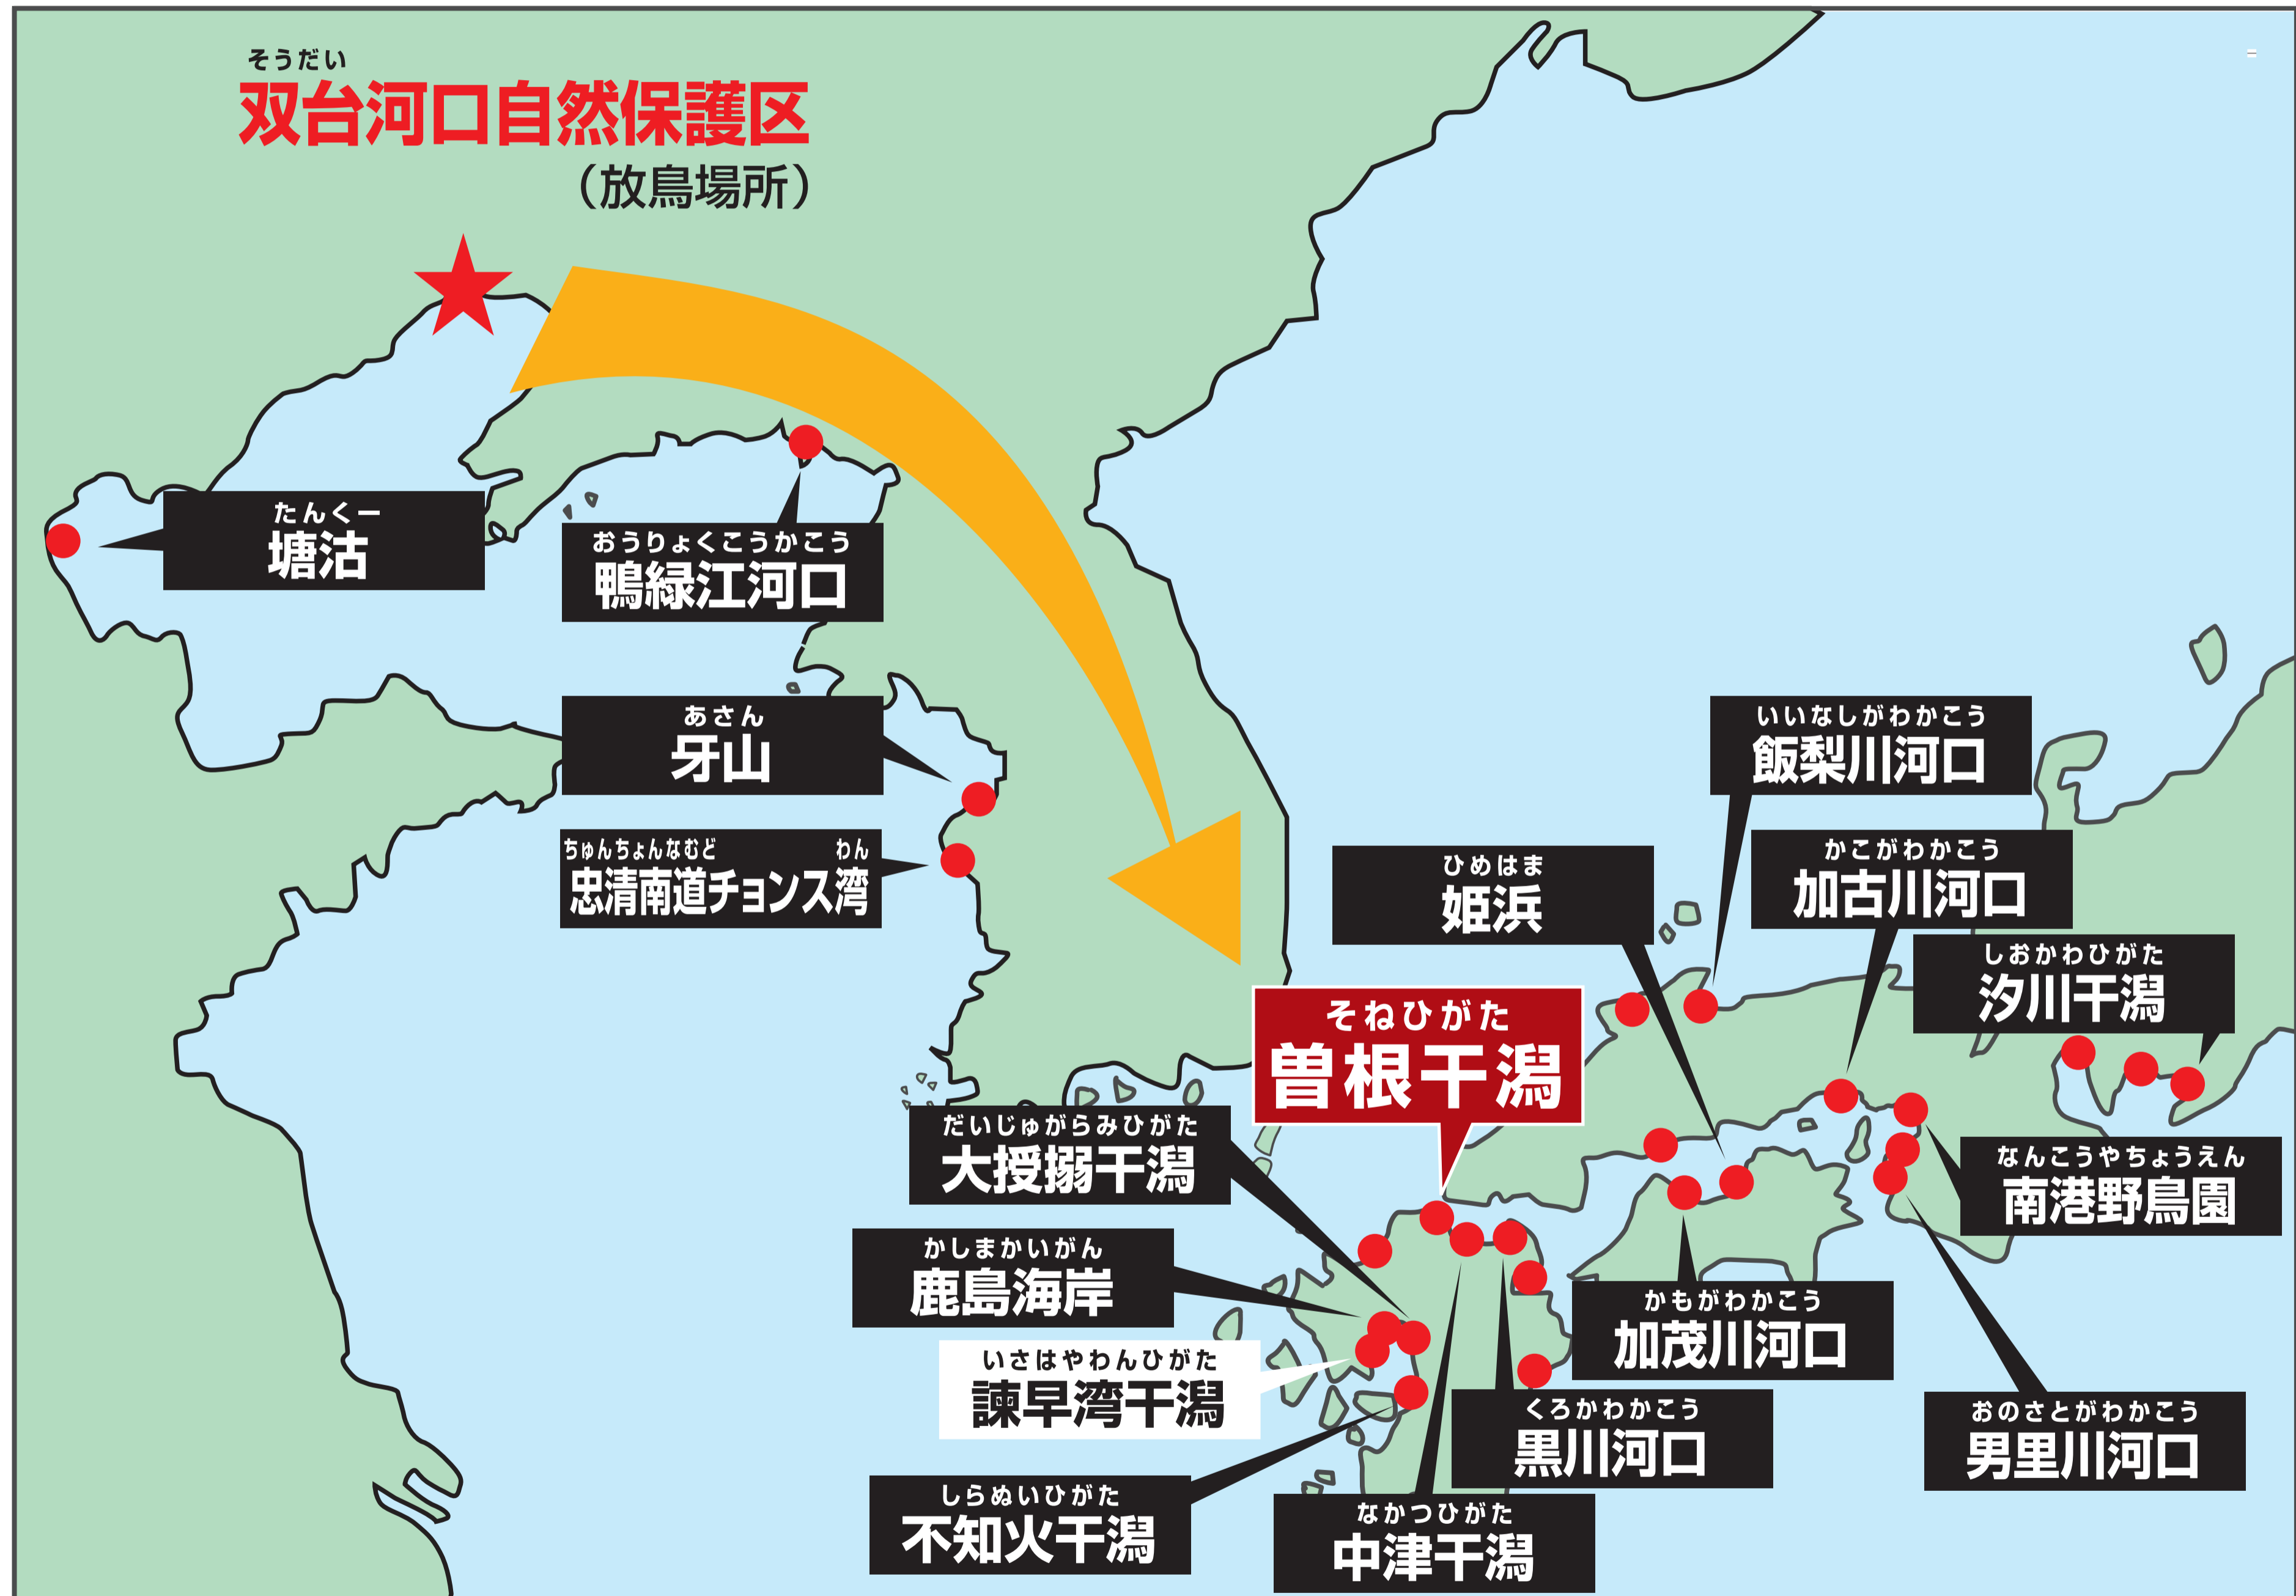 そうだい
双台河口自然保護区
（放鳥場所）
たんくー
塘沽
おうりょくこうかこう
鴨緑江河口
あさん
牙山
ちゅんちょんなむど　わん
忠清南道チョンス湾
いいなしがわかこう
飯梨川河口
かこがわかこう
加古川河口
ひめはま
姫浜
しおかわひがた
汐川干潟
そねひがた
曽根干潟
だいじゅがらみひがた
大授搦干潟
なんこうやちょうえん
南港野鳥園
かしまかいがん
鹿島海岸
かもがわかこう
加茂川河口
いさはやわんひがた
諫早湾干潟
くろかわかこう
黒川河口
おのさとがわかこう
男里川河口
しらぬいひがた
不知火干潟
なかつひがた
中津干潟